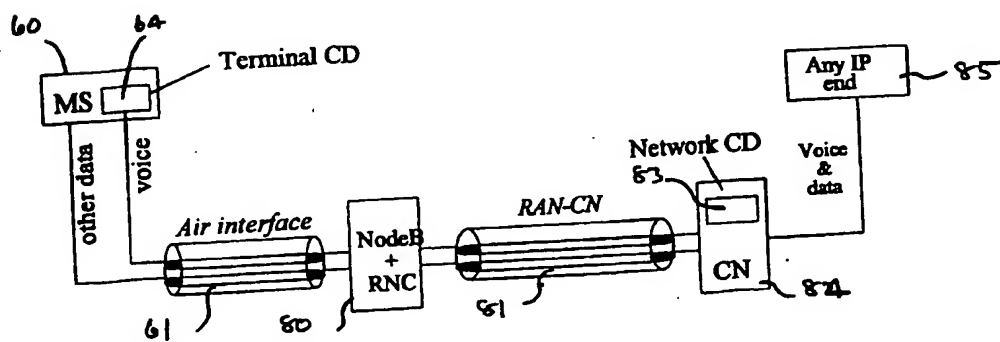 60
64
Terminal CD
MS
other data
voice
Air interface
61
NodeB
+
RNC
80
RAN-CN
81
Network CD
83
CN
Any IP
end
85
Voice
&
data